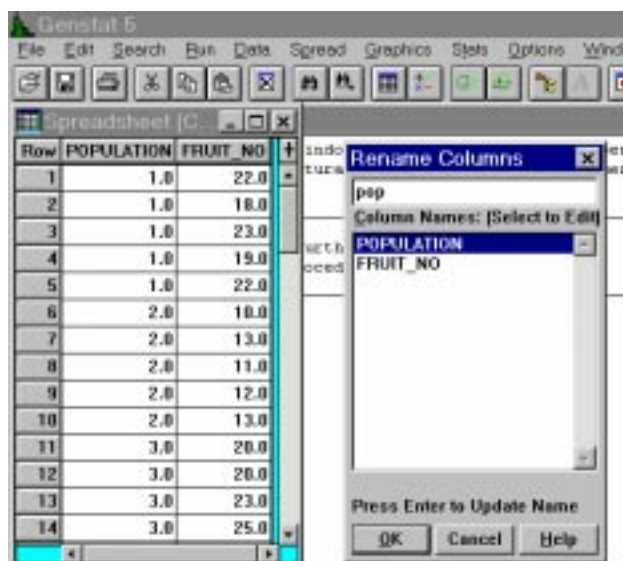 Genstat 5
File Edit Search Run Data Spread Graphics Stats Options Wind
Spreadsheet [C...
Row POPULATION FRUIT_NO +
1 1.0 22.0
2 1.0 18.0
3 1.0 23.0
4 1.0 19.0
5 1.0 22.0
6 2.0 10.0
7 2.0 13.0
8 2.0 11.0
9 2.0 12.0
10 2.0 13.0
11 3.0 20.0
12 3.0 20.0
13 3.0 23.0
14 3.0 25.0
indo
tura
urth
oced
Rename Columns
pop
Column Names: (Select to Edit)
POPULATION
FRUIT_NO
Press Enter to Update Name
OK Cancel Help